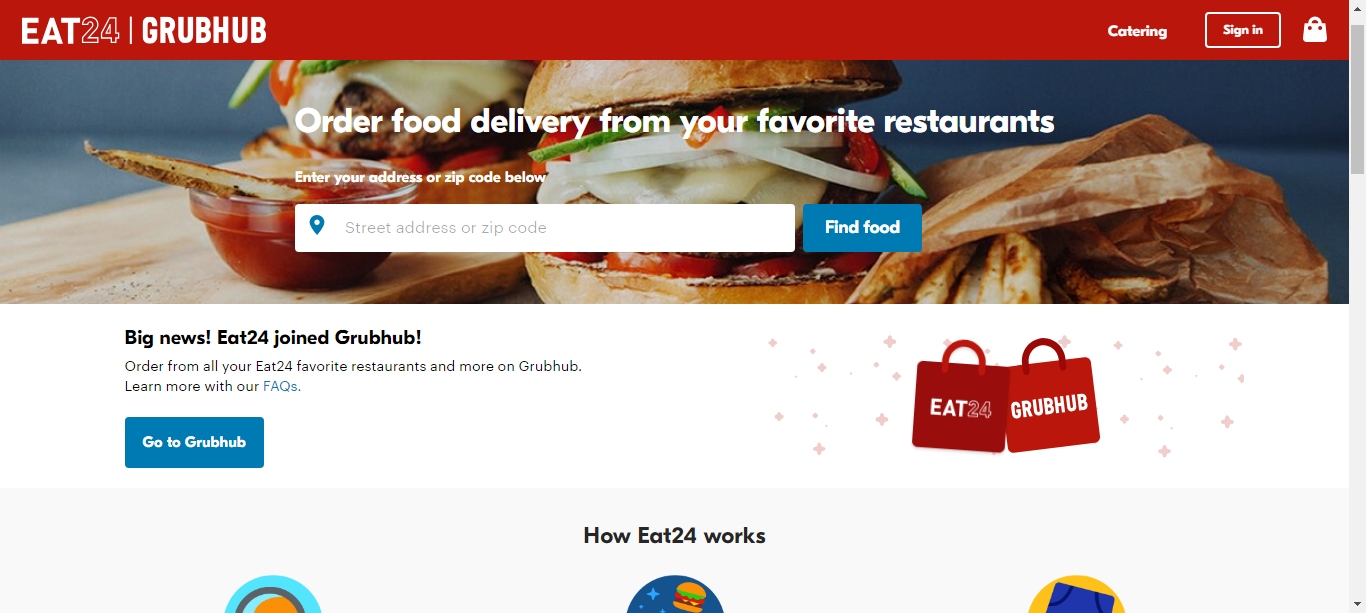 EAT24 | GRUBHUB
Catering
Sign in
Order food delivery from your favorite restaurants
Enter your address or zip code below
Street address or zip code
Find food
Big news! Eat24 joined Grubhub!
Order from all your Eat24 favorite restaurants and more on Grubhub.
Learn more with our FAQs.
Go to Grubhub
EAT24
GRUBHUB
How Eat24 works